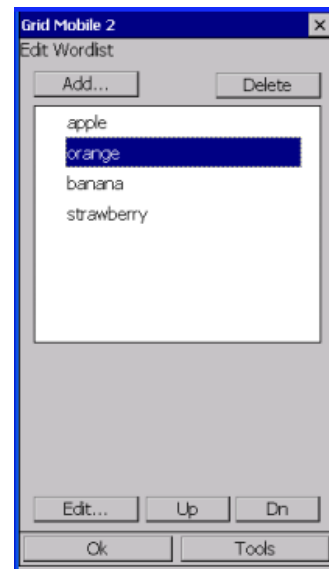 Grid Mobile 2
Edit Wordlist
Add... Delete
apple
orange
banana
strawberry
Edit... Up Dn
Ok Tools